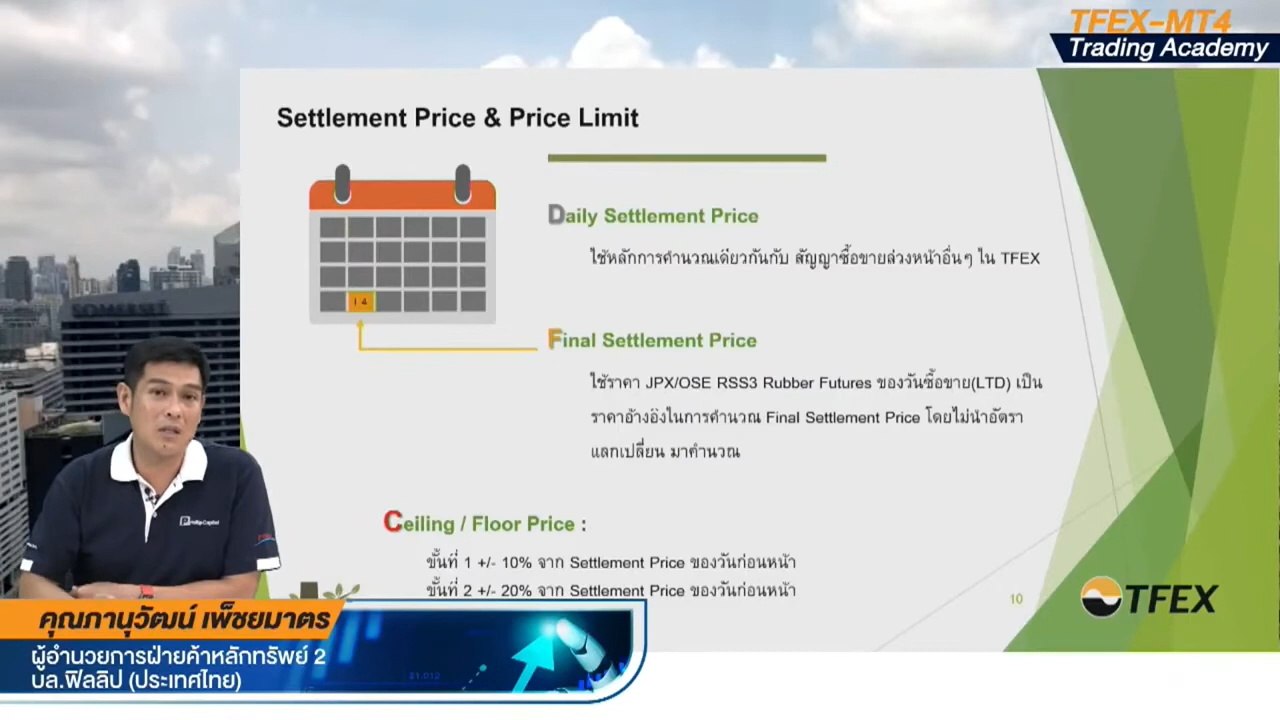 TFEX-MT4
Trading Academy
Settlement Price & Price Limit
Daily Settlement Price
ใช้หลักการคำนวณเดียวกันกับ สัญญาซื้อขายล่วงหน้าอื่นๆ ใน TFEX
14
Final Settlement Price
ใช้ราคา JPX/OSE RSS3 Rubber Futures ของวันซื้อขาย(LTD) เป็น
ราคาอ้างอิงในการคำนวณ Final Settlement Price โดยไม่นำอัตรา
แลกเปลี่ยน มาคำนวณ
Ceiling / Floor Price :
ขั้นที่ 1 +/- 10% จาก Settlement Price ของวันก่อนหน้า
ขั้นที่ 2 +/- 20% จาก Settlement Price ของวันก่อนหน้า
10
TFEX
SOMERSET
PhillipCapital
คุณภานุวัฒน์ เพ็ชยมาตร
ผู้อำนวยการฝ่ายค้าหลักทรัพย์ 2
บล.ฟิลลิป (ประเทศไทย)